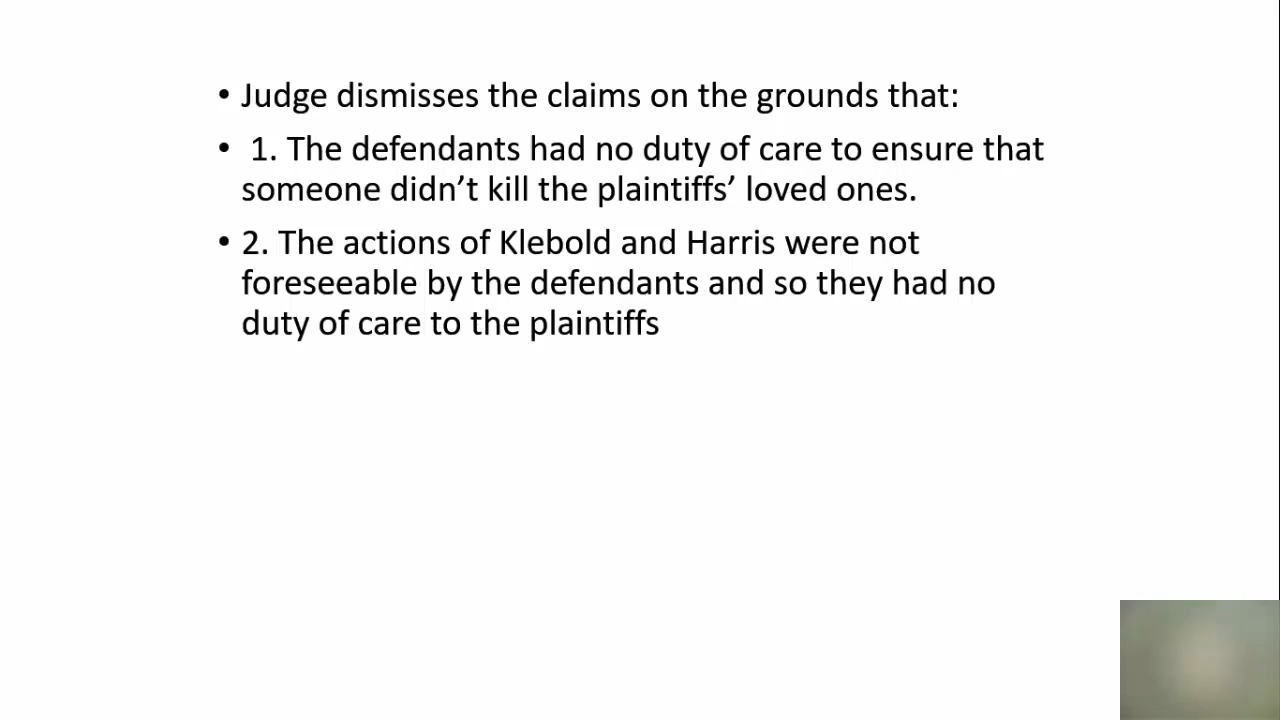 • Judge dismisses the claims on the grounds that:
• 1. The defendants had no duty of care to ensure that
someone didn’t kill the plaintiffs’ loved ones.
• 2. The actions of Klebold and Harris were not
foreseeable by the defendants and so they had no
duty of care to the plaintiffs